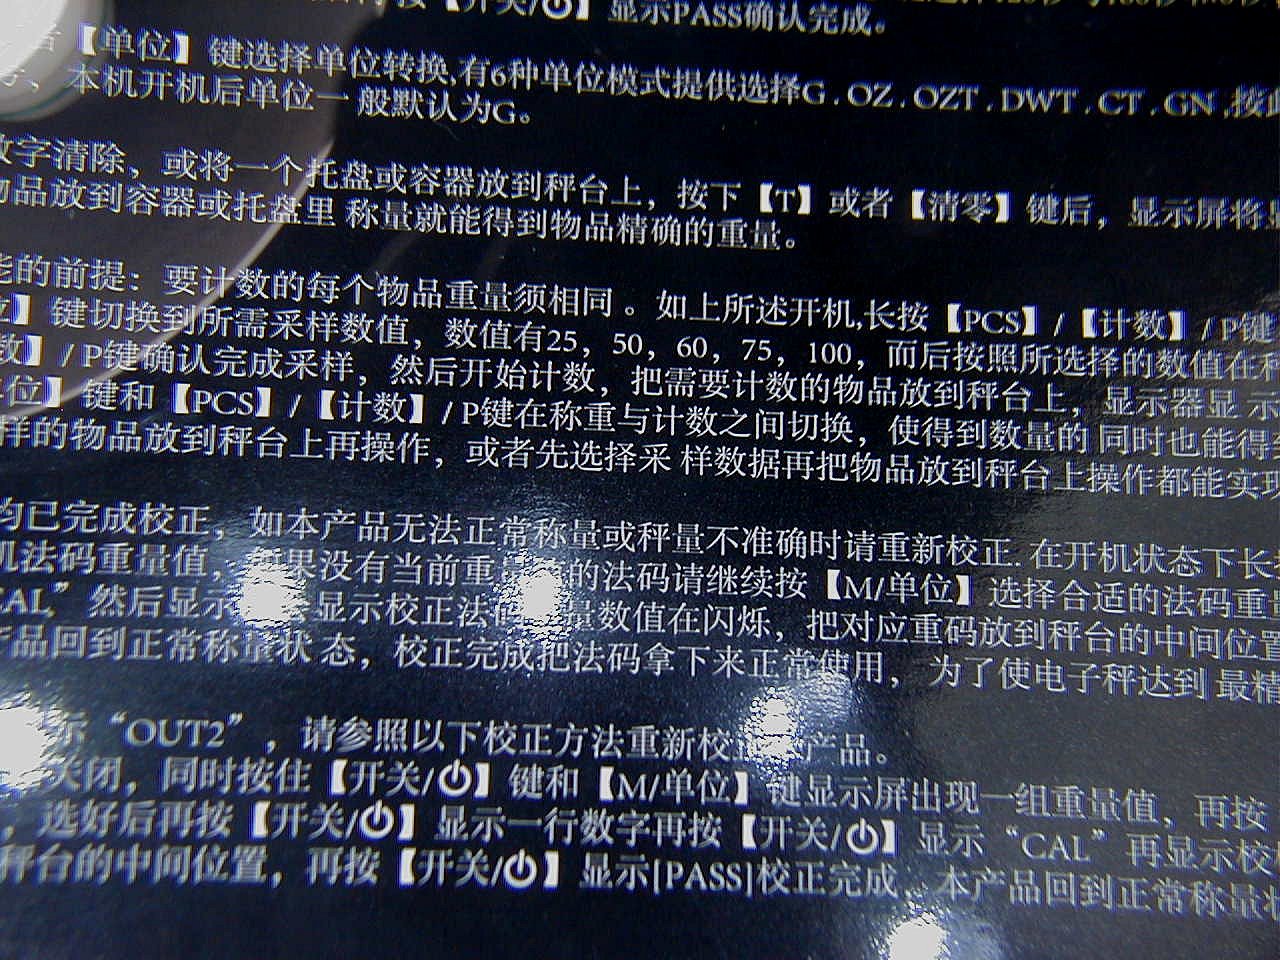 按【开关/⏻】显示PASS确认完成。
【单位】键选择单位转换,有6种单位模式提供选择G.OZ.OZT.DWT.CT.GN,按
，本机开机后单位一 般默认为G。
数字清除，或将一个托盘或容器放到秤台上，按下【T】或者【清零】键后，显示屏将
物品放到容器或托盘里 称量就能得到物品精确的重量。
能的前提：要计数的每个物品重量须相同 。如上所述开机,长按【PCS】/【计数】/ P键
位】键切换到所需采样数值，数值有25，50，60，75，100，而后按照所选择的数值在
数】/ P键确认完成采样，然后开始计数，把需要计数的物品放到秤台上，显示器显 示
单位】键和【PCS】/【计数】/ P键在称重与计数之间切换，使得到数量的 同时也能得
样的物品放到秤台上再操作，或者先选择采 样数据再把物品放到秤台上操作都能实现
均已完成校正，如本产品无法正常称量或秤量不准确时请重新校正. 在开机状态下长
机法码重量值，如果没有当前重 的法码请继续按【M/单位】选择合适的法码重
CAL” 然后显示 显示校正法 数值在闪烁，把对应重码放到秤台的中间位置
产品回到正常称量状 态，校正完成把法码拿下来正常使用， 为了使电子秤达到 最精
示 “OUT2” ，请参照以下校正方法重新校 产品。
关闭，同时按住【开关/⏻】键和【M/单位】键显示屏出现一组重量值，再按
，选好后再按【开关/⏻】显示一行数字再按【开关/⏻】显示 “CAL” 再显示校
秤台的中间位置，再按【开关/⏻】显示[PASS]校正完成 本产品回到正常称量